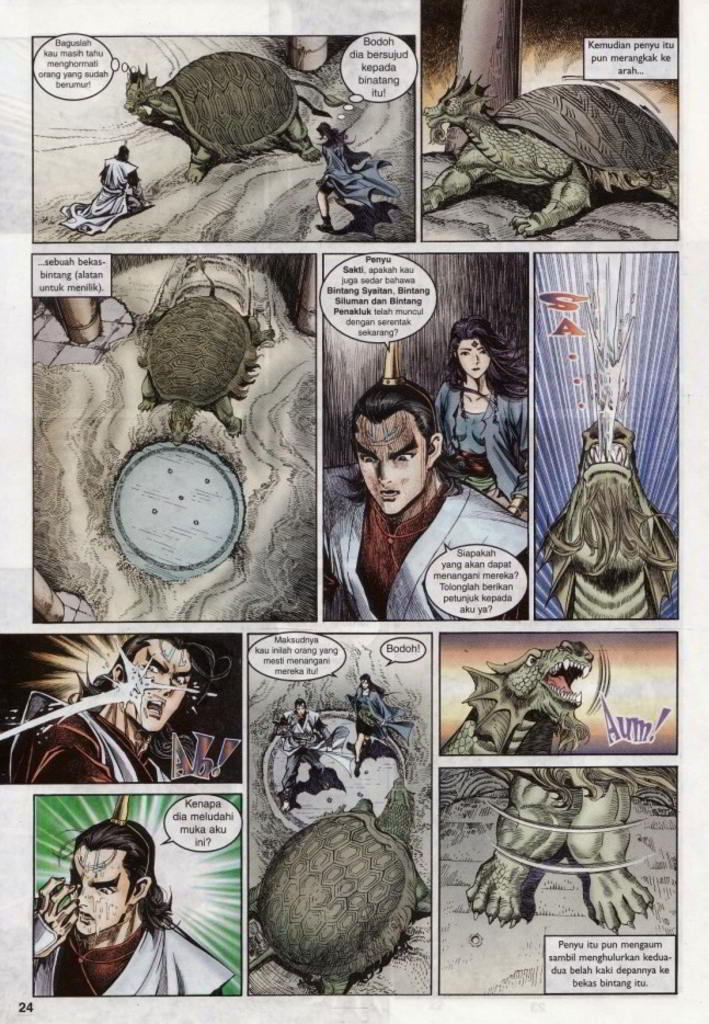 Baguslah
kau masih tahu
menghormati
orang yang sudah
berumur!
Bodoh
dia bersujud
kepada
binatang
itu!
Kemudian penyu itu
pun merangkak ke
arah...
...sebuah bekas-
bintang (alatan
untuk menilik).
Penyu
Sakti, apakah kau
juga sedar bahawa
Bintang Syaitan, Bintang
Siluman dan Bintang
Penakluk telah muncul
dengan serentak
sekarang?
Siapakah
yang akan dapat
menangani mereka?
Tolonglah berikan
petunjuk kepada
aku ya?
SA...
Ah!
Kenapa
dia meludahi
muka aku
ini?
Maksudnya
kau inilah orang yang
mesti menangani
mereka itu!
Bodoh!
Aum!
Penyu itu pun mengaum
sambil menghulurkan kedua-
dua belah kaki depannya ke
bekas bintang itu.
24